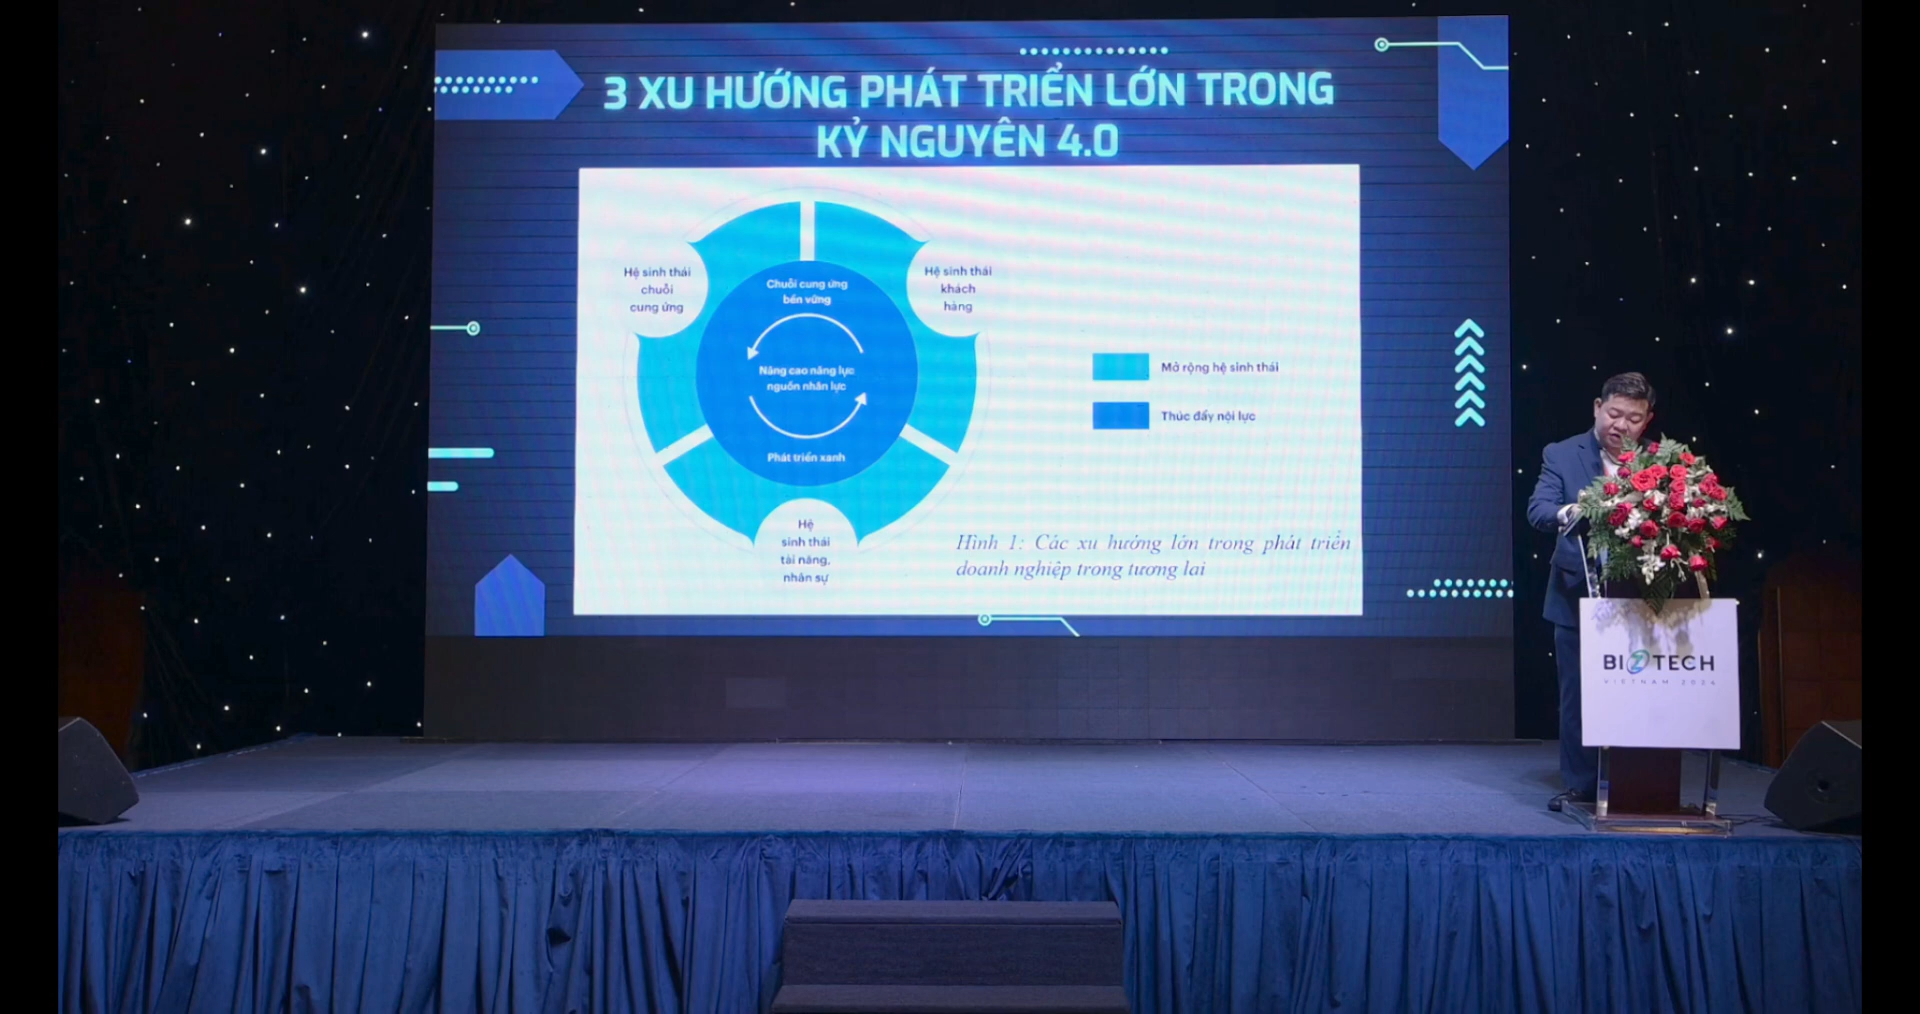 3 XU HƯỚNG PHÁT TRIỂN LỚN TRONG
KỶ NGUYÊN 4.0
Hệ sinh thái
chuỗi
cung ứng
Chuỗi cung ứng
bền vững
Hệ sinh thái
khách
hàng
Nâng cao năng lực
nguồn nhân lực
Phát triển xanh
Hệ
sinh thái
tài năng,
nhân sự
Mở rộng hệ sinh thái
Thúc đẩy nội lực
Hình 1: Các xu hướng lớn trong phát triển
doanh nghiệp trong tương lai
BIZTECH
VIETNAM 2024